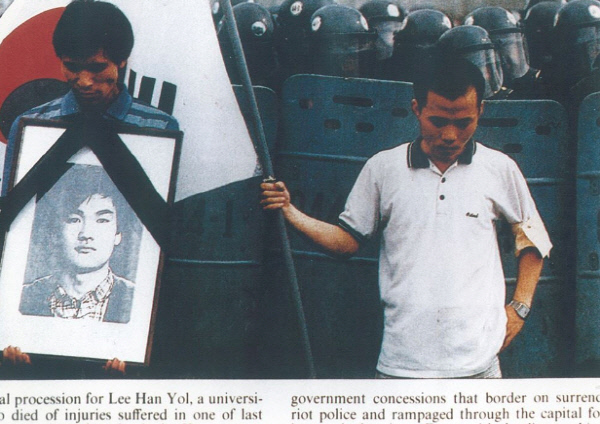 al procession for Lee Han Yol, a universi-
o died of injuries suffered in one of last
government concessions that border on surrend
riot police and rampaged through the capital fo